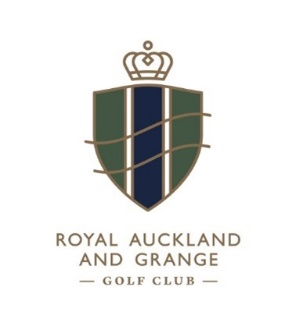 ROYAL AUCKLAND
AND GRANGE
— GOLF CLUB —